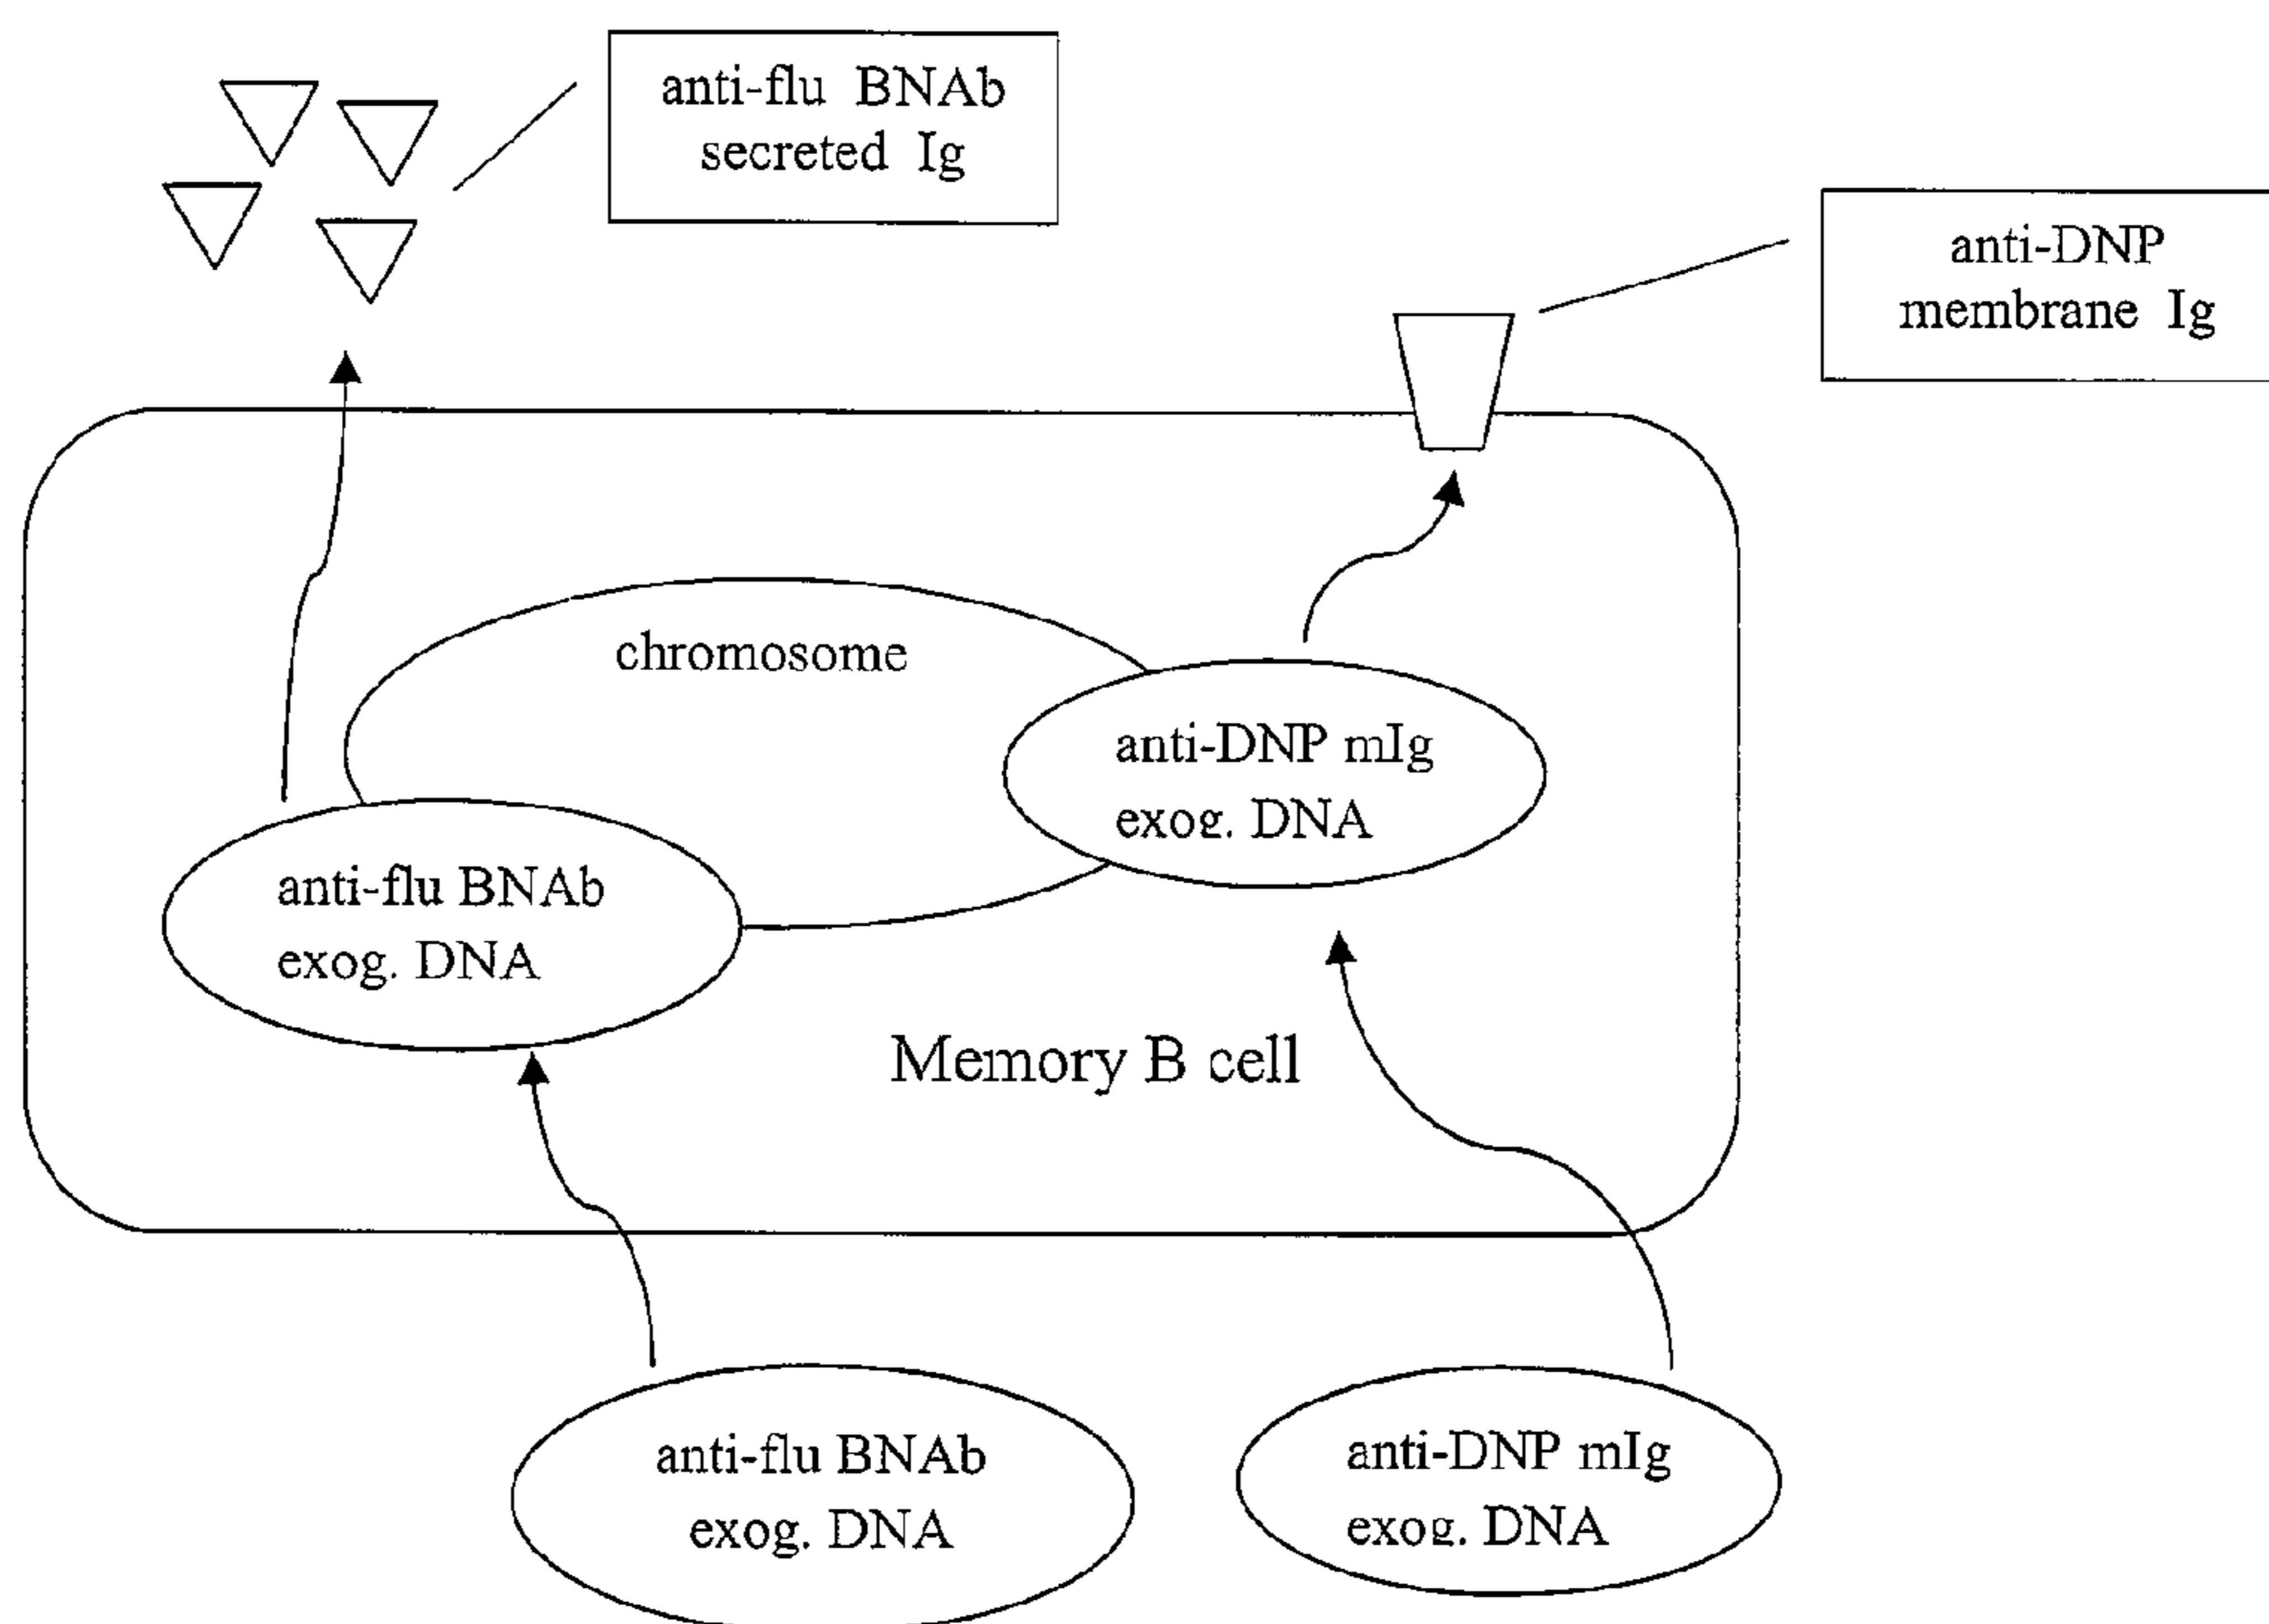 anti-flu BNAb
secreted Ig
anti-DNP
membrane Ig
chromosome
anti-DNP mIg
exog. DNA
anti-flu BNAb
exog. DNA
Memory B cell
anti-flu BNAb
exog. DNA
anti-DNP mIg
exog. DNA